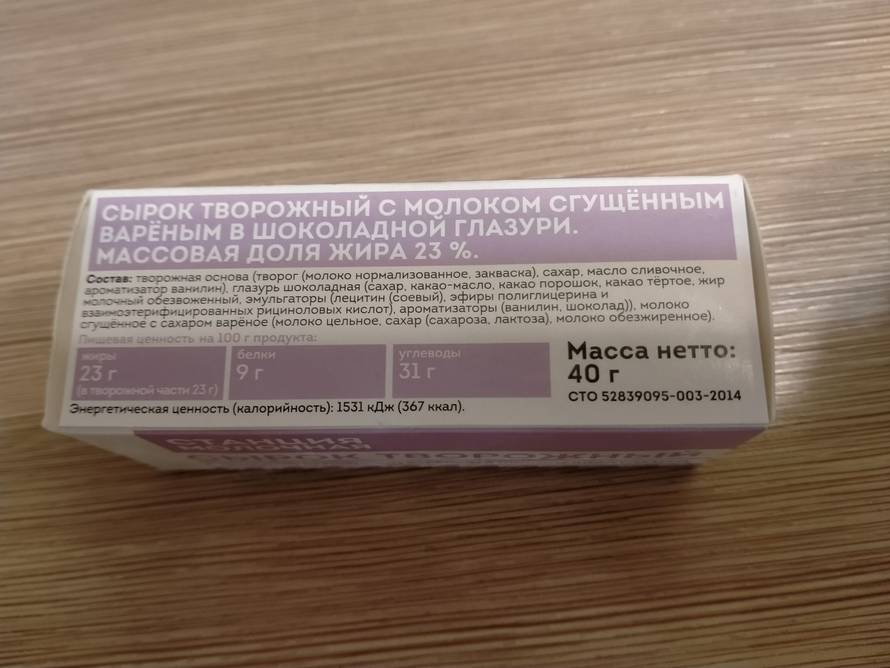 СЫРОК ТВОРОЖНЫЙ С МОЛОКОМ СГУЩЁННЫМ
ВАРЁНЫМ В ШОКОЛАДНОЙ ГЛАЗУРИ.
МАССОВАЯ ДОЛЯ ЖИРА 23 %.
Состав: творожная основа (творог (молоко нормализованное, закваска), сахар, масло сливочное,
ароматизатор ванилин), глазурь шоколадная (сахар, какао-масло, какао порошок, какао тёртое, жир
молочный обезвоженный, эмульгаторы (лецитин (соевый), эфиры полиглицерина и
взаимоэтерифицированных рициноловых кислот), ароматизаторы (ванилин, шоколад)), молоко
сгущённое с сахаром варёное (молоко цельное, сахар (сахароза, лактоза), молоко обезжиренное).
Пищевая ценность на 100 г продукта:
жиры
23 г
(в творожной части 23 г)
белки
9 г
углеводы
31 г
Масса нетто:
40 г
СТО 52839095-003-2014
Энергетическая ценность (калорийность): 1531 кДж (367 ккал).
СТАНЦИЯ
МОЛОЧНАЯ
СЫРОК ТВОРОЖНЫЙ